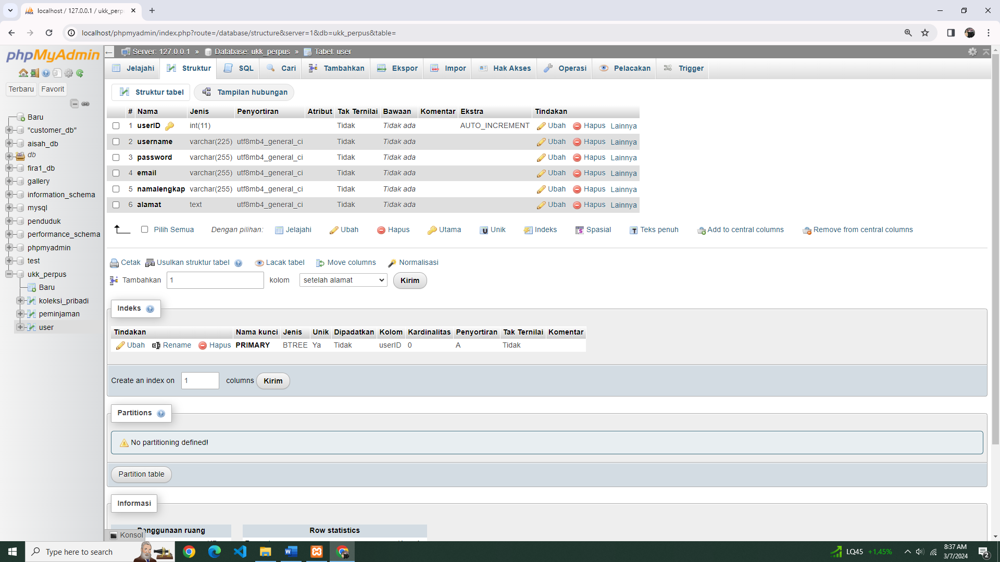 localhost / 127.0.0.1 / ukk_perp
localhost/phpmyadmin/index.php?route=/database/structure&server=1&db=ukk_perpus&table=
phpMyAdmin
Server: 127.0.0.1 » Database: ukk_perpus » Tabel: user
Jelajahi Struktur SQL Cari Tambahkan Ekspor Impor Hak Akses Operasi Pelacakan Trigger
Terbaru Favorit
Baru
"customer_db"
aisah_db
db
fira1_db
gallery
information_schema
mysql
penduduk
performance_schema
phpmyadmin
test
ukk_perpus
Baru
koleksi_pribadi
peminjaman
user
Struktur tabel Tampilan hubungan
# Nama Jenis Penyortiran Atribut Tak Ternilai Bawaan Komentar Ekstra Tindakan
1 userID int(11) Tidak Tidak ada AUTO_INCREMENT Ubah Hapus Lainnya
2 username varchar(225) utf8mb4_general_ci Tidak Tidak ada Ubah Hapus Lainnya
3 password varchar(255) utf8mb4_general_ci Tidak Tidak ada Ubah Hapus Lainnya
4 email varchar(255) utf8mb4_general_ci Tidak Tidak ada Ubah Hapus Lainnya
5 namalengkap varchar(255) utf8mb4_general_ci Tidak Tidak ada Ubah Hapus Lainnya
6 alamat text utf8mb4_general_ci Tidak Tidak ada Ubah Hapus Lainnya
Pilih Semua Dengan pilihan: Jelajahi Ubah Hapus Utama Unik Indeks Spasial Teks penuh Add to central columns Remove from central columns
Cetak Usulkan struktur tabel Lacak tabel Move columns Normalisasi
Tambahkan 1 kolom setelah alamat Kirim
Indeks
Tindakan Nama kunci Jenis Unik Dipadatkan Kolom Kardinalitas Penyortiran Tak Ternilai Komentar
Ubah Rename Hapus PRIMARY BTREE Ya Tidak userID 0 A Tidak
Create an index on 1 columns Kirim
Partitions
No partitioning defined!
Partition table
Informasi
Penggunaan ruang Row statistics
Konsol
Type here to search
LQ45 +1,45%
8:37 AM
3/7/2024
2